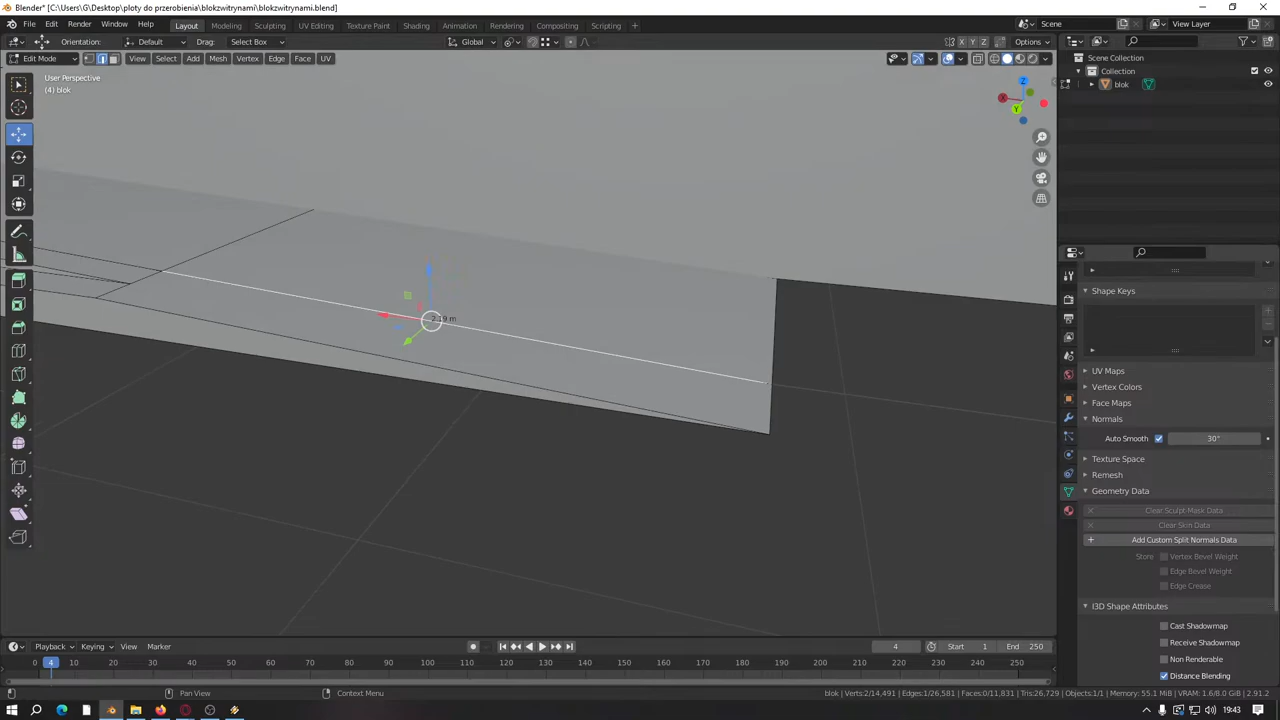 Blender* [C:\Users\G\Desktop\ploty do przerobienia\blokzwitrynami\blokzwitrynami.blend]
File Edit Render Window Help Layout Modeling Sculpting UV Editing Texture Paint Shading Animation Rendering Compositing Scripting + Scene View Layer
Orientation: Default Drag: Select Box Global X Y Z Options
Edit Mode View Select Add Mesh Vertex Edge Face UV
User Perspective
(4) blok
Scene Collection
Collection
blok
Z
X
Y
Shape Keys
UV Maps
Vertex Colors
Face Maps
Normals
Auto Smooth 30°
Texture Space
Remesh
Geometry Data
Clear Sculpt-Mask Data
Clear Skin Data
Add Custom Split Normals Data
Store Vertex Bevel Weight
Edge Bevel Weight
Edge Crease
I3D Shape Attributes
Cast Shadowmap
Receive Shadowmap
Non Renderable
Distance Blending
Playback Keying View Marker 4 Start 1 End 250
0 4 10 20 30 40 50 60 70 80 90 100 110 120 130 140 150 160 170 180 190 200 210 220 230 240 250
Pan View Context Menu blok | Verts:2/14,491 | Edges:1/26,581 | Faces:0/11,831 | Tris:26,729 | Objects:1/1 | Memory: 55.1 MiB | VRAM: 1.6/8.0 GiB | 2.91.2
19:43